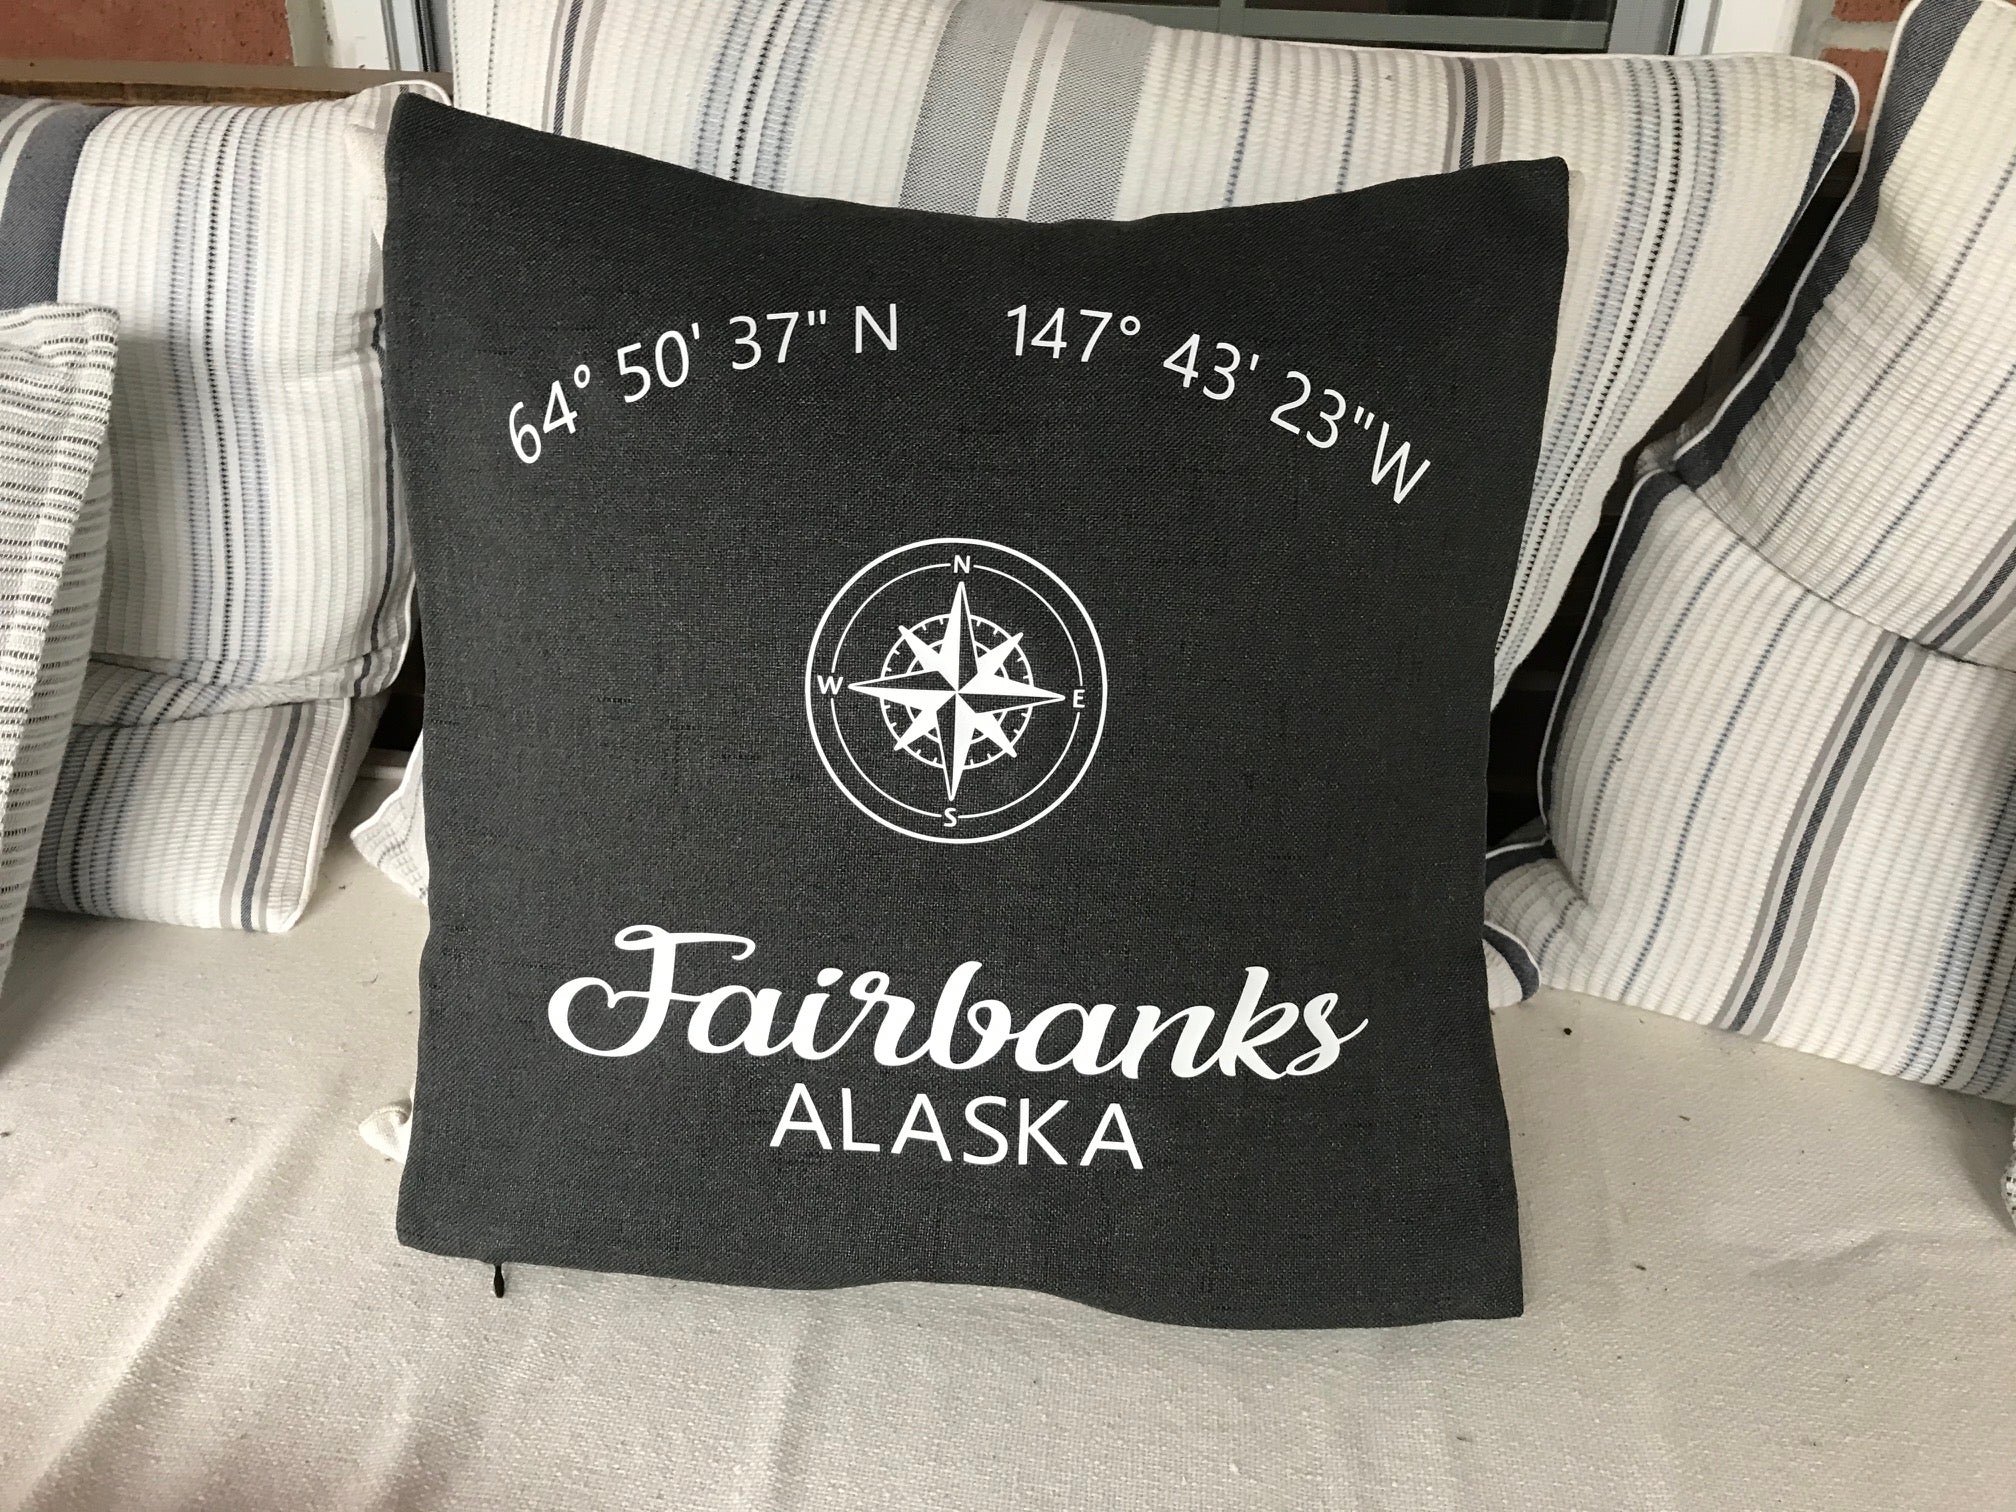 64° 50' 37" N 147° 43' 23"W
N
W E
S
Fairbanks
ALASKA